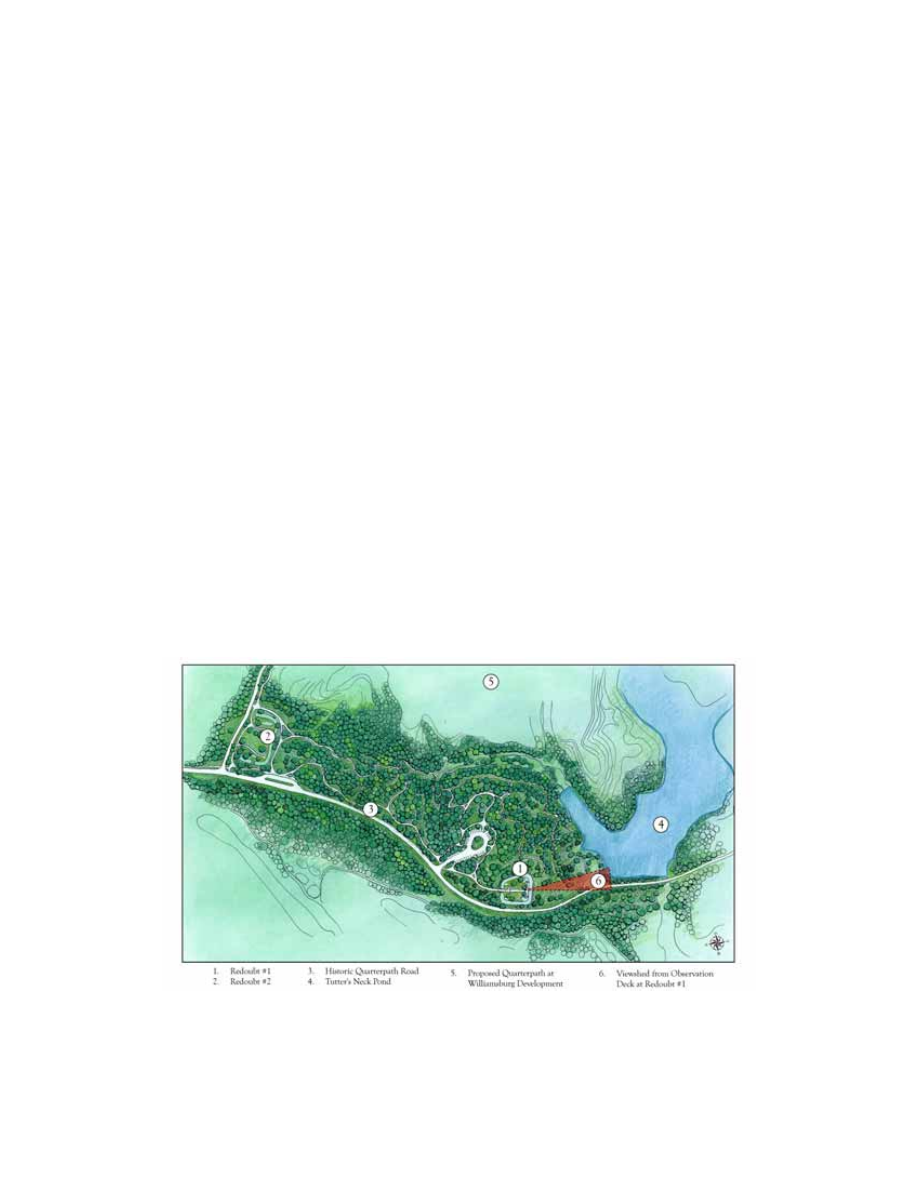 5
2
3
4
1
6
1. Redoubt #1
2. Redoubt #2
3. Historic Quarterpath Road
4. Tutter's Neck Pond
5. Proposed Quarterpath at
Williamsburg Development
6. Viewshed from Observation
Deck at Redoubt #1